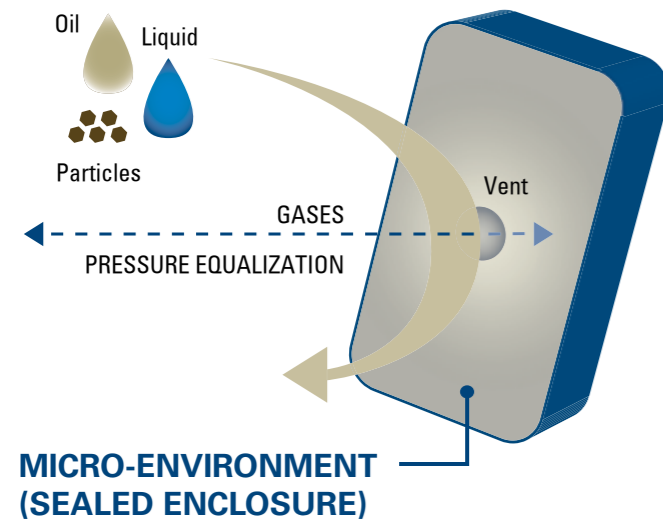 Oil
Liquid
Particles
Vent
GASES
PRESSURE EQUALIZATION
MICRO-ENVIRONMENT
(SEALED ENCLOSURE)